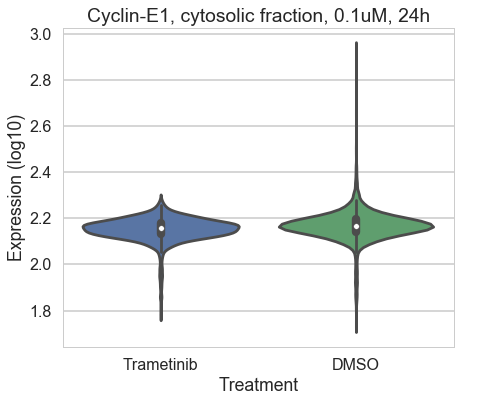 Cyclin-E1, cytosolic fraction, 0.1uM, 24h
Expression (log10)
3.0
2.8
2.6
2.4
2.2
2.0
1.8
Trametinib DMSO
Treatment